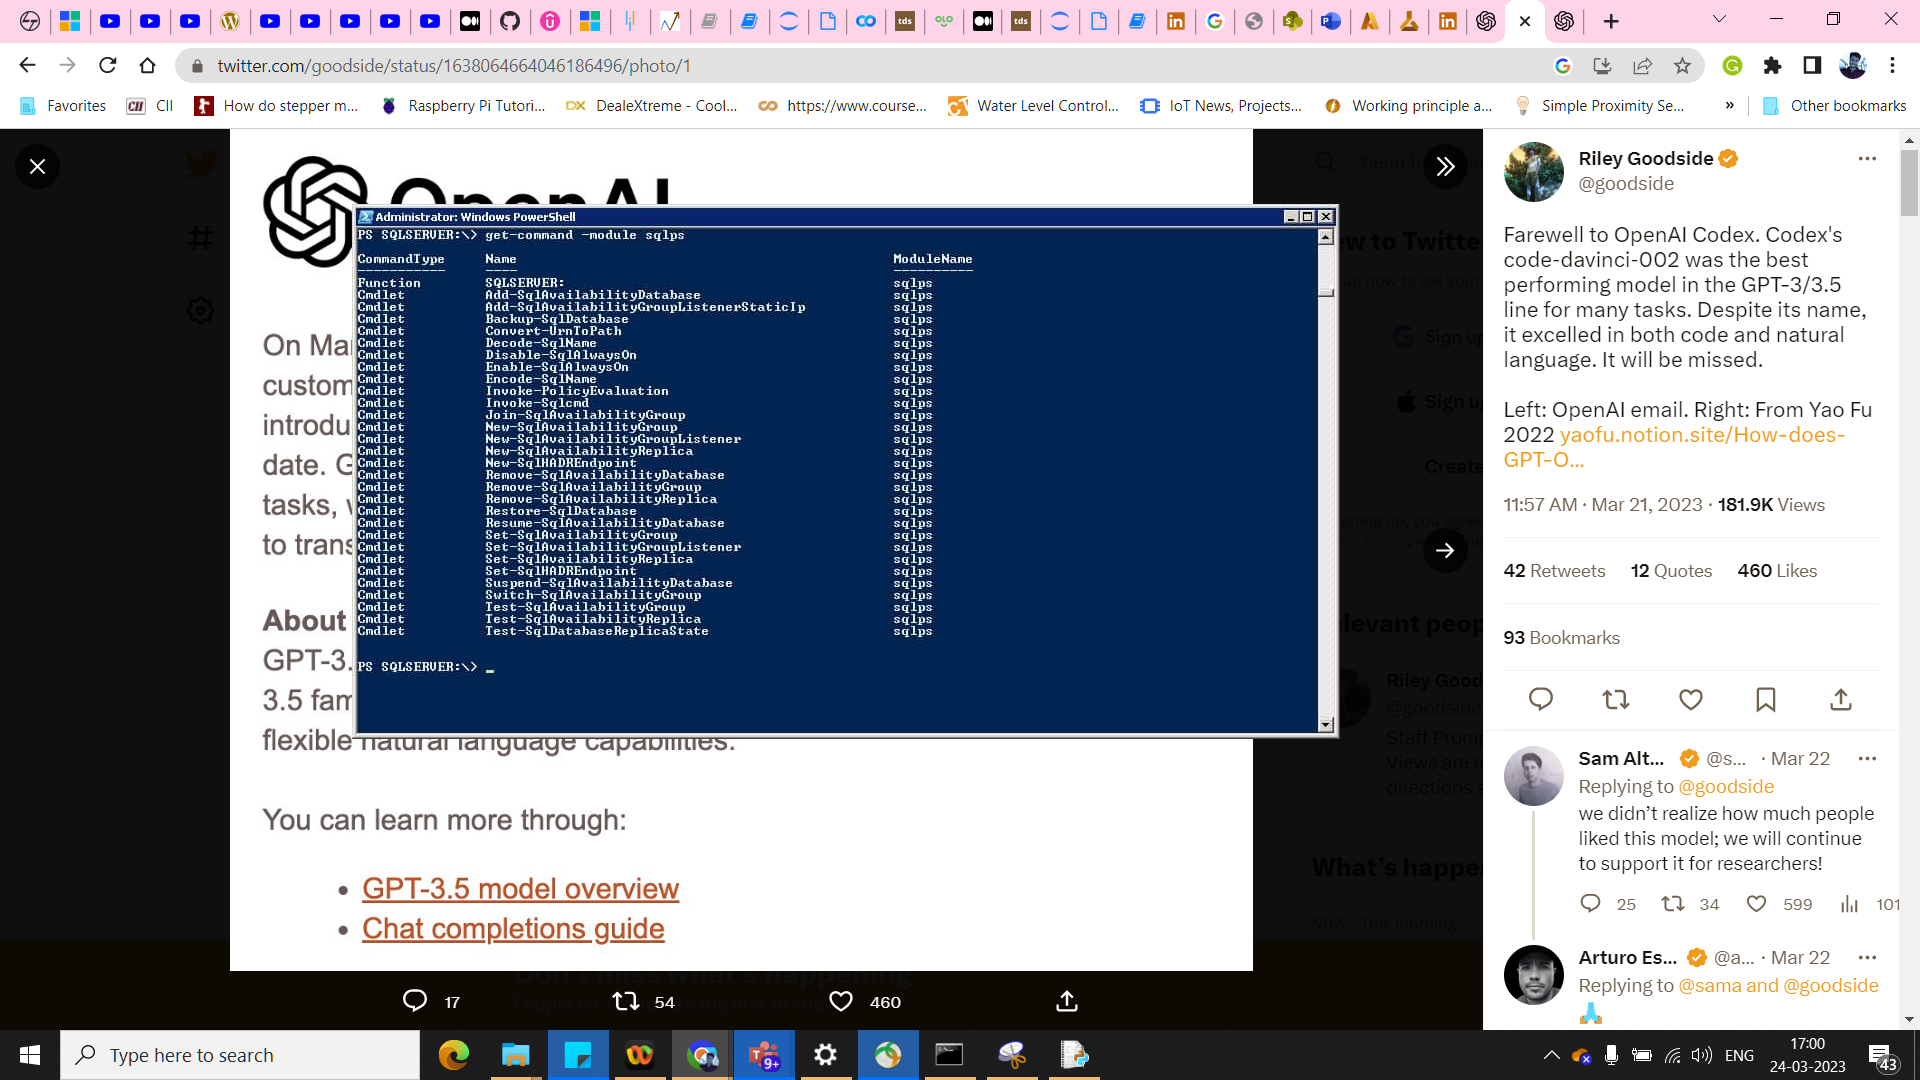 twitter.com/goodside/status/1638064664046186496/photo/1
Favorites
CII
How do stepper m...
Raspberry Pi Tutori...
DealeXtreme - Cool...
https://www.course...
Water Level Control...
IoT News, Projects...
Working principle a...
Simple Proximity Se...
»
Other bookmarks
OpenAI
On Ma
custom
introdu
date. G
tasks,
to trans
About
GPT-3.
3.5 fam
flexible natural language capabilities.
You can learn more through:
• GPT-3.5 model overview
• Chat completions guide
Administrator: Windows PowerShell
PS SQLSERVER:\> get-command -module sqlps
CommandType Name ModuleName
----------- ---- ----------
Function SQLSERVER: sqlps
Cmdlet Add-SqlAvailabilityDatabase sqlps
Cmdlet Add-SqlAvailabilityGroupListenerStaticIp sqlps
Cmdlet Backup-SqlDatabase sqlps
Cmdlet Convert-UrnToPath sqlps
Cmdlet Decode-SqlName sqlps
Cmdlet Disable-SqlAlwaysOn sqlps
Cmdlet Enable-SqlAlwaysOn sqlps
Cmdlet Encode-SqlName sqlps
Cmdlet Invoke-PolicyEvaluation sqlps
Cmdlet Invoke-Sqlcmd sqlps
Cmdlet Join-SqlAvailabilityGroup sqlps
Cmdlet New-SqlAvailabilityGroup sqlps
Cmdlet New-SqlAvailabilityGroupListener sqlps
Cmdlet New-SqlAvailabilityReplica sqlps
Cmdlet New-SqlHADREndpoint sqlps
Cmdlet Remove-SqlAvailabilityDatabase sqlps
Cmdlet Remove-SqlAvailabilityGroup sqlps
Cmdlet Remove-SqlAvailabilityReplica sqlps
Cmdlet Restore-SqlDatabase sqlps
Cmdlet Resume-SqlAvailabilityDatabase sqlps
Cmdlet Set-SqlAvailabilityGroup sqlps
Cmdlet Set-SqlAvailabilityGroupListener sqlps
Cmdlet Set-SqlAvailabilityReplica sqlps
Cmdlet Set-SqlHADREndpoint sqlps
Cmdlet Suspend-SqlAvailabilityDatabase sqlps
Cmdlet Switch-SqlAvailabilityGroup sqlps
Cmdlet Test-SqlAvailabilityGroup sqlps
Cmdlet Test-SqlAvailabilityReplica sqlps
Cmdlet Test-SqlDatabaseReplicaState sqlps
PS SQLSERVER:\> _
17 54 460
Riley Goodside
@goodside
Farewell to OpenAI Codex. Codex's
code-davinci-002 was the best
performing model in the GPT-3/3.5
line for many tasks. Despite its name,
it excelled in both code and natural
language. It will be missed.
Left: OpenAI email. Right: From Yao Fu
2022 yaofu.notion.site/How-does-
GPT-O...
11:57 AM · Mar 21, 2023 · 181.9K Views
42 Retweets 12 Quotes 460 Likes
93 Bookmarks
Sam Alt... @s... · Mar 22
Replying to @goodside
we didn't realize how much people
liked this model; we will continue
to support it for researchers!
25 34 599 101
Arturo Es... @a... · Mar 22
Replying to @sama and @goodside
Type here to search
9+
ENG
17:00
24-03-2023
43